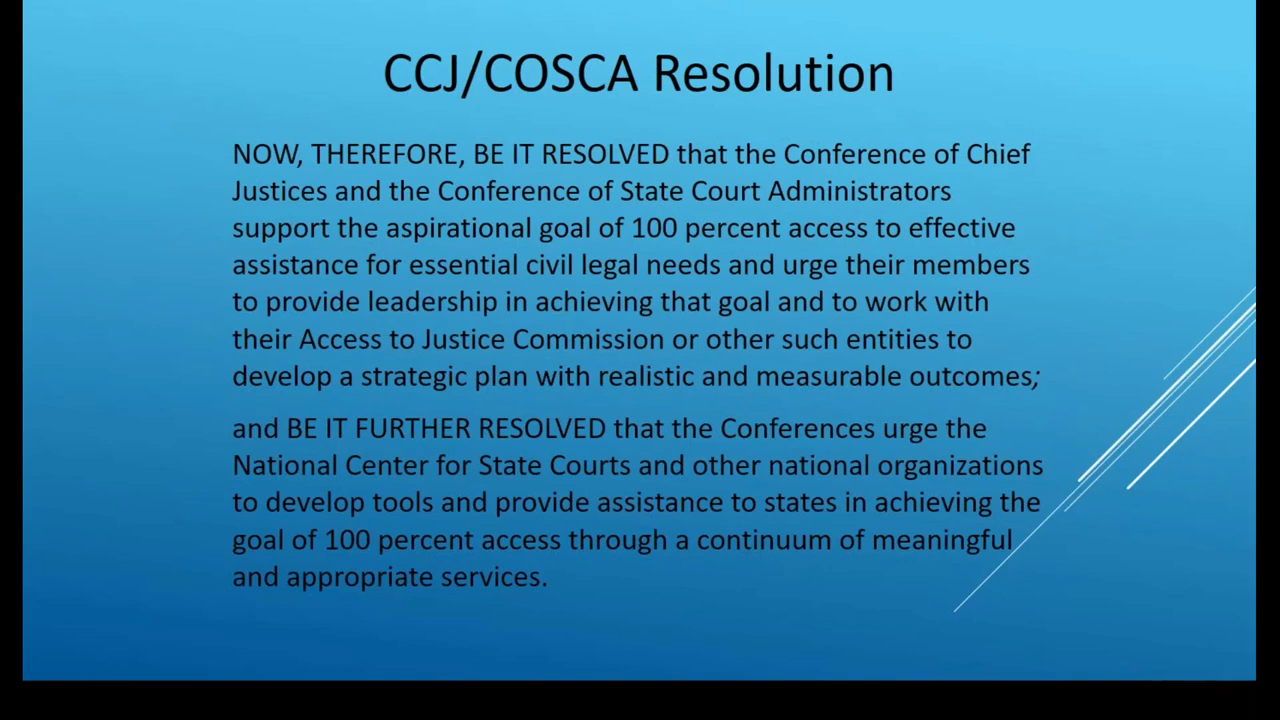 CCJ/COSCA Resolution
NOW, THEREFORE, BE IT RESOLVED that the Conference of Chief
Justices and the Conference of State Court Administrators
support the aspirational goal of 100 percent access to effective
assistance for essential civil legal needs and urge their members
to provide leadership in achieving that goal and to work with
their Access to Justice Commission or other such entities to
develop a strategic plan with realistic and measurable outcomes;
and BE IT FURTHER RESOLVED that the Conferences urge the
National Center for State Courts and other national organizations
to develop tools and provide assistance to states in achieving the
goal of 100 percent access through a continuum of meaningful
and appropriate services.